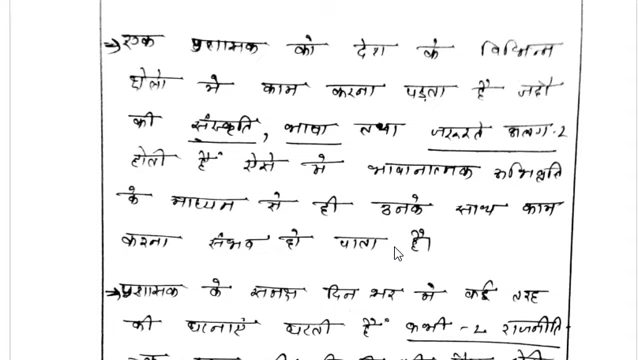 → एक प्रशासक को देश के विभिन्न
क्षेत्रों मे काम करना पड़ता है जहाँ
की संस्कृति, भाषा तथा जरूरते अलग-2
होती है ऐसे मे भावनात्मक अभिवृत्ति
के माध्यम से ही उनके साथ काम
करना संभव हो पाता है।
→ प्रशासक के समक्ष दिन भर मे कई तरह
की घटनाएं घटती है कभी-2 राजनीति